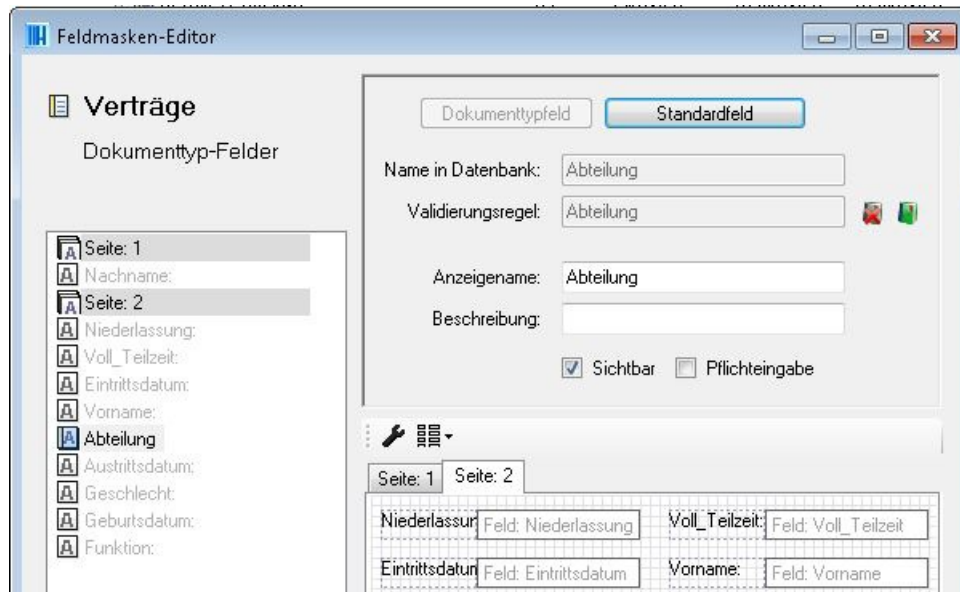 Feldmasken-Editor
Verträge
Dokumenttyp-Felder
Seite: 1
Nachname:
Seite: 2
Niederlassung:
Voll_Teilzeit:
Eintrittsdatum:
Vorname:
Abteilung
Austrittsdatum:
Geschlecht:
Geburtsdatum:
Funktion:
Dokumenttypfeld Standardfeld
Name in Datenbank: Abteilung
Validierungsregel: Abteilung
Anzeigename: Abteilung
Beschreibung:
Sichtbar Pflichteingabe
Seite: 1 Seite: 2
Niederlassun Feld: Niederlassung Voll_Teilzeit: Feld: Voll_Teilzeit
Eintrittsdatun Feld: Eintrittsdatum Vorname: Feld: Vorname